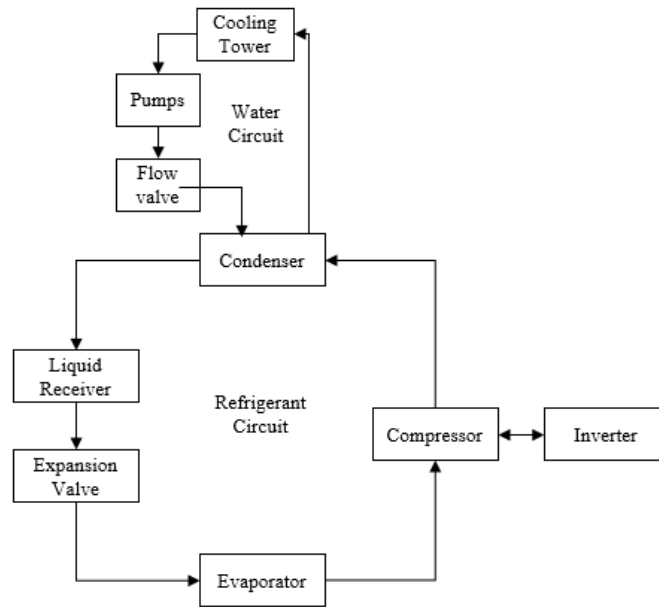 Cooling
Tower
Pumps
Water
Circuit
Flow
valve
Condenser
Liquid
Receiver
Refrigerant
Circuit
Compressor
Inverter
Expansion
Valve
Evaporator